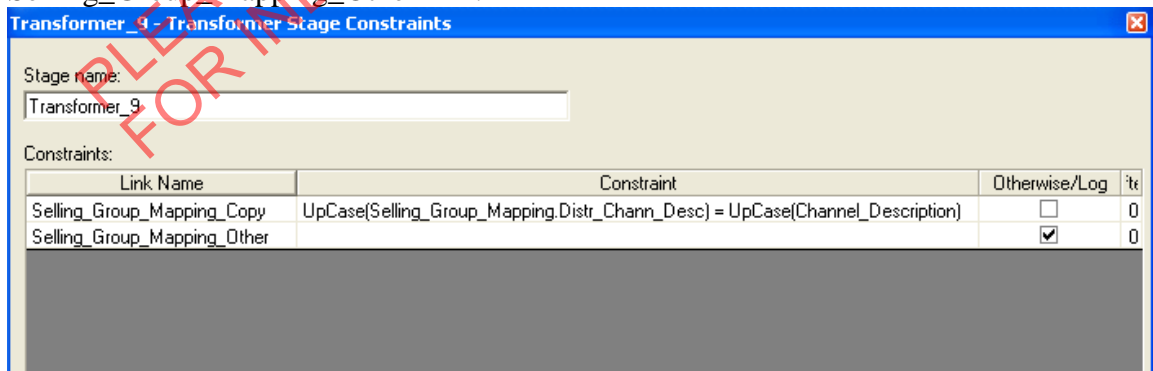 Transformer_9 - Transformer Stage Constraints
Stage name:
Transformer_9
Constraints:
Link Name Constraint Otherwise/Log
Selling_Group_Mapping_Copy UpCase(Selling_Group_Mapping.Distr_Chann_Desc) = UpCase(Channel_Description) 0
Selling_Group_Mapping_Other 0
FOR